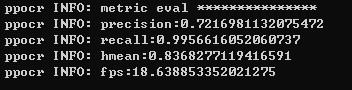 ppocr INFO: metric eval ***************
ppocr INFO: precision:0.7216981132075472
ppocr INFO: recall:0.9956616052060737
ppocr INFO: hmean:0.8368277119416591
ppocr INFO: fps:18.638853352021275